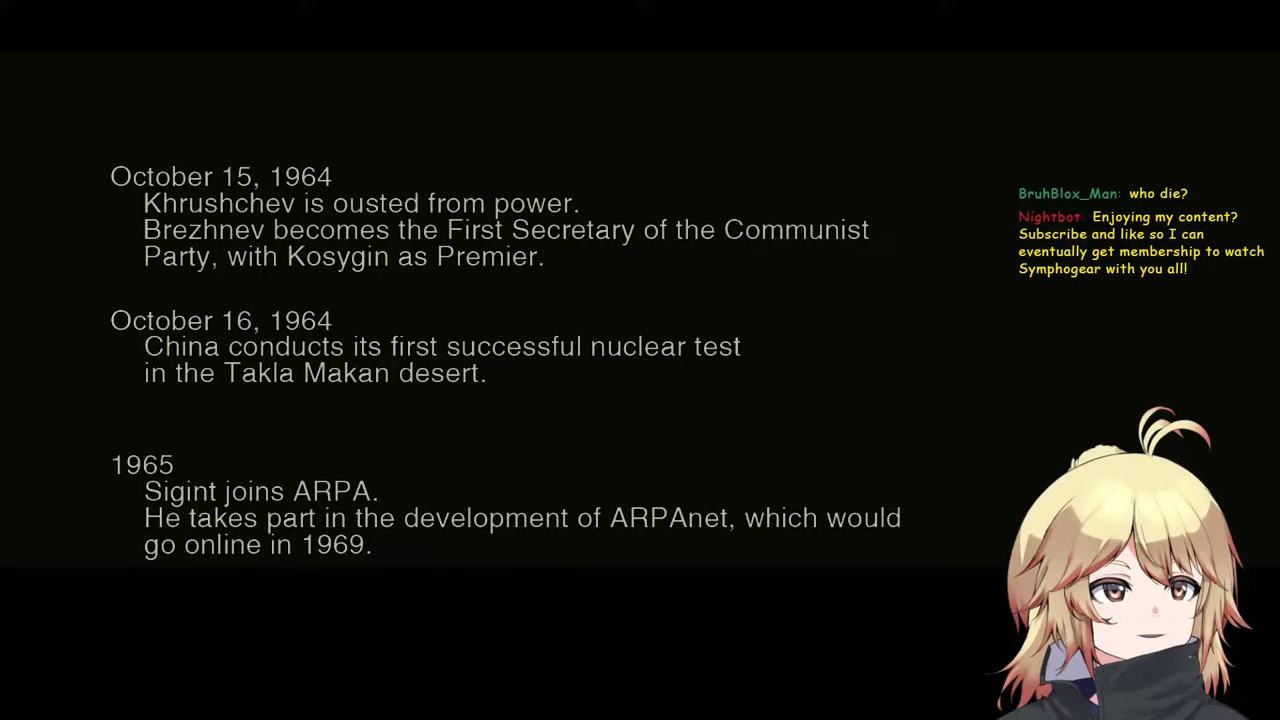 October 15, 1964
Khrushchev is ousted from power.
Brezhnev becomes the First Secretary of the Communist
Party, with Kosygin as Premier.
October 16, 1964
China conducts its first successful nuclear test
in the Takla Makan desert.
1965
Sigint joins ARPA.
He takes part in the development of ARPAnet, which would
go online in 1969.
BruhBlox_Man: who die?
Nightbot: Enjoying my content?
Subscribe and like so I can
eventually get membership to watch
Symphogear with you all!